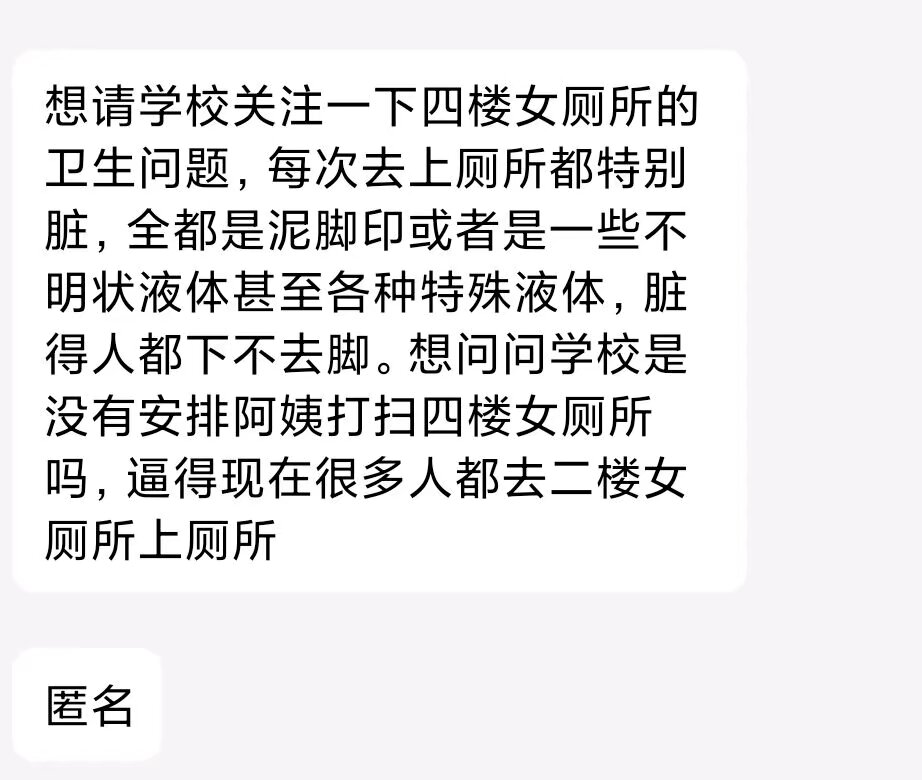 想请学校关注一下四楼女厕所的
卫生问题，每次去上厕所都特别
脏，全都是泥脚印或者是一些不
明状液体甚至各种特殊液体，脏
得人都下不去脚。想问问学校是
没有安排阿姨打扫四楼女厕所
吗，逼得现在很多人都去二楼女
厕所上厕所
匿名